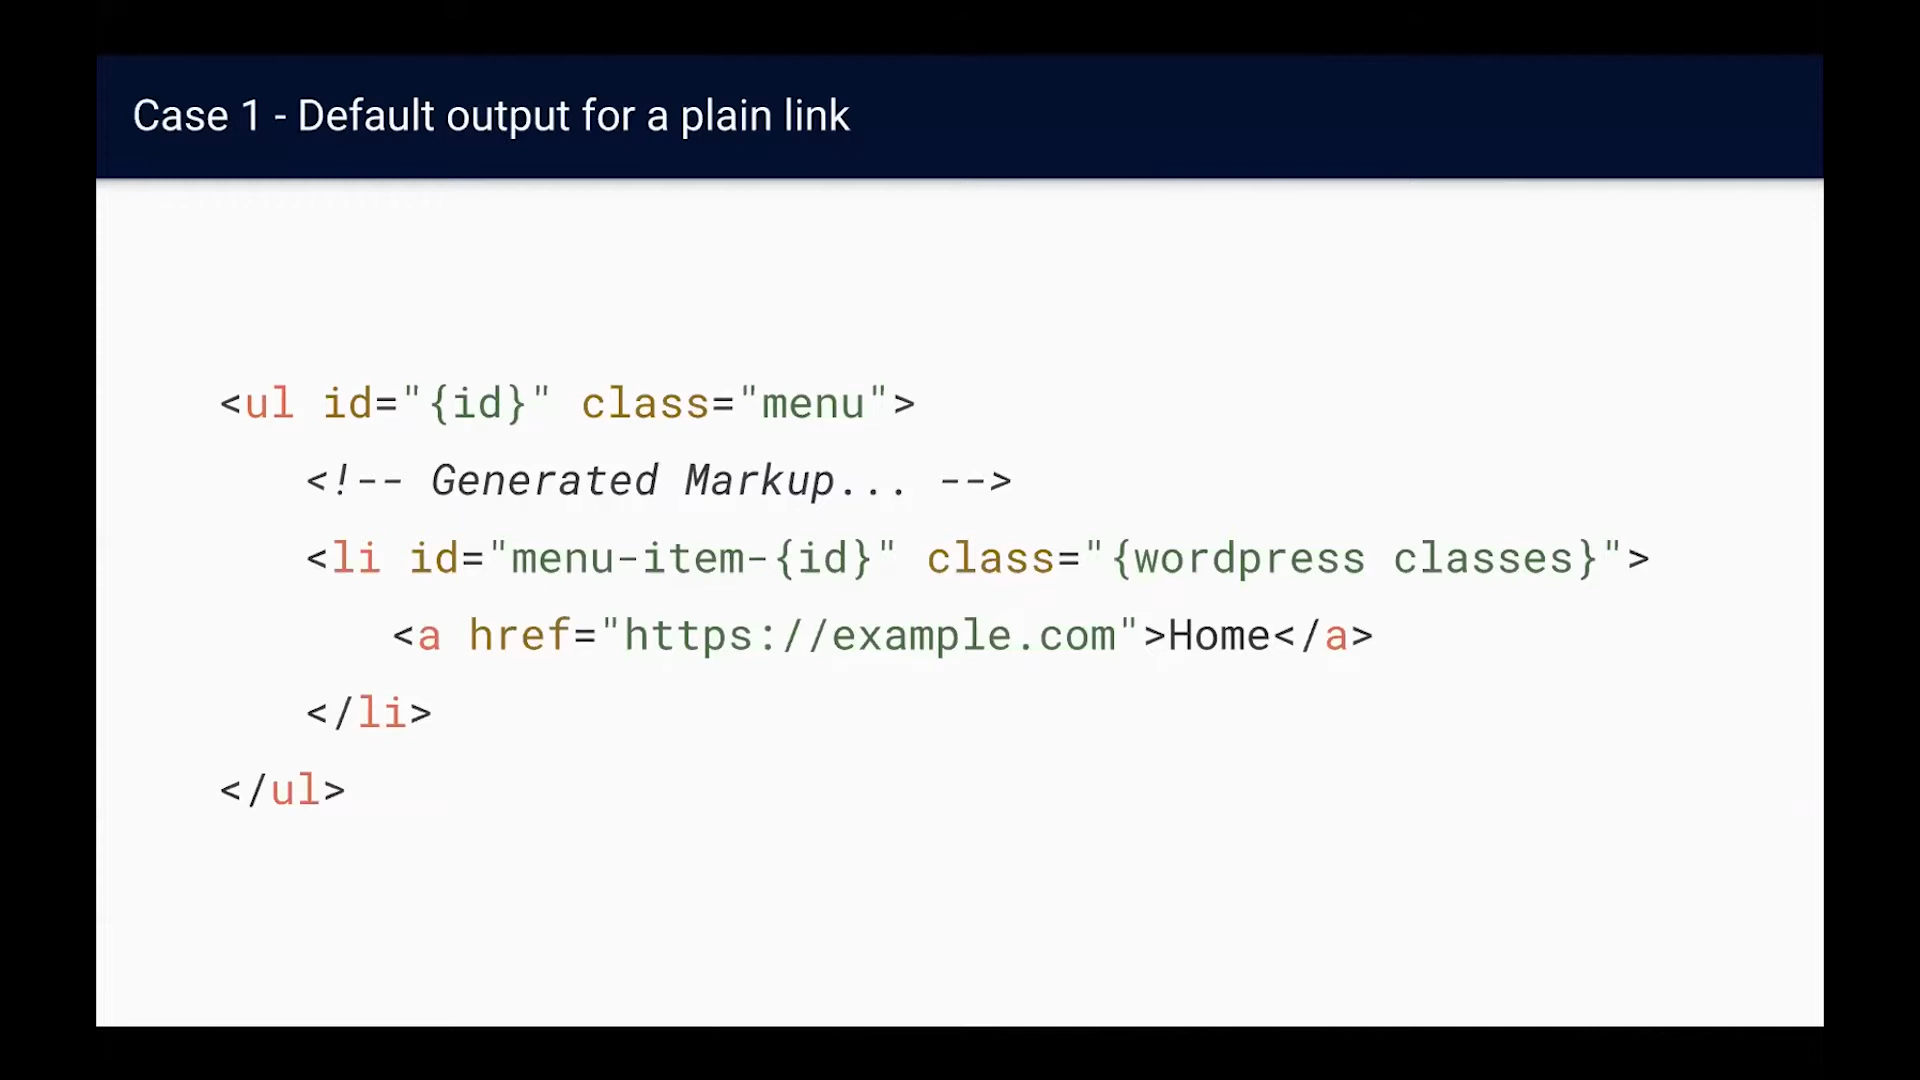 Case 1 - Default output for a plain link
<ul id="{id}" class="menu">
<!-- Generated Markup... -->
<li id="menu-item-{id}" class="{wordpress classes}">
<a href="https://example.com">Home</a>
</li>
</ul>